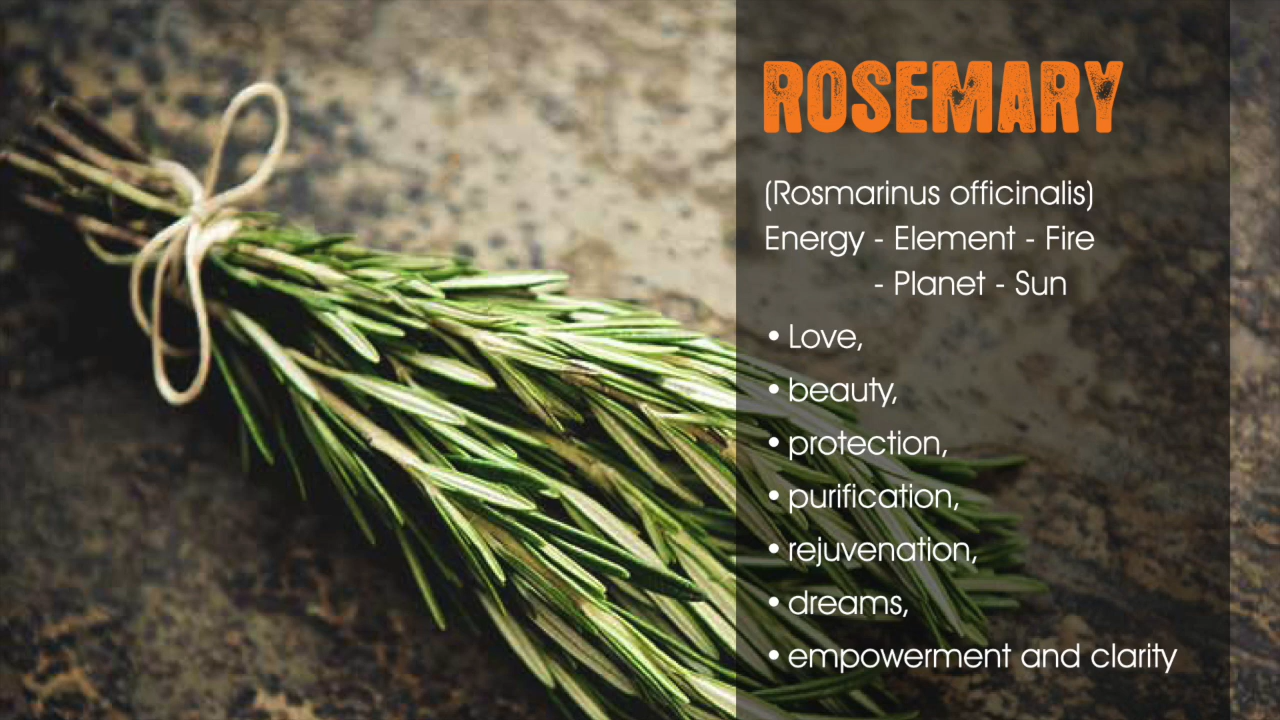 ROSEMARY
(Rosmarinus officinalis)
Energy - Element - Fire
- Planet - Sun
• Love,
• beauty,
• protection,
• purification,
• rejuvenation,
• dreams,
• empowerment and clarity